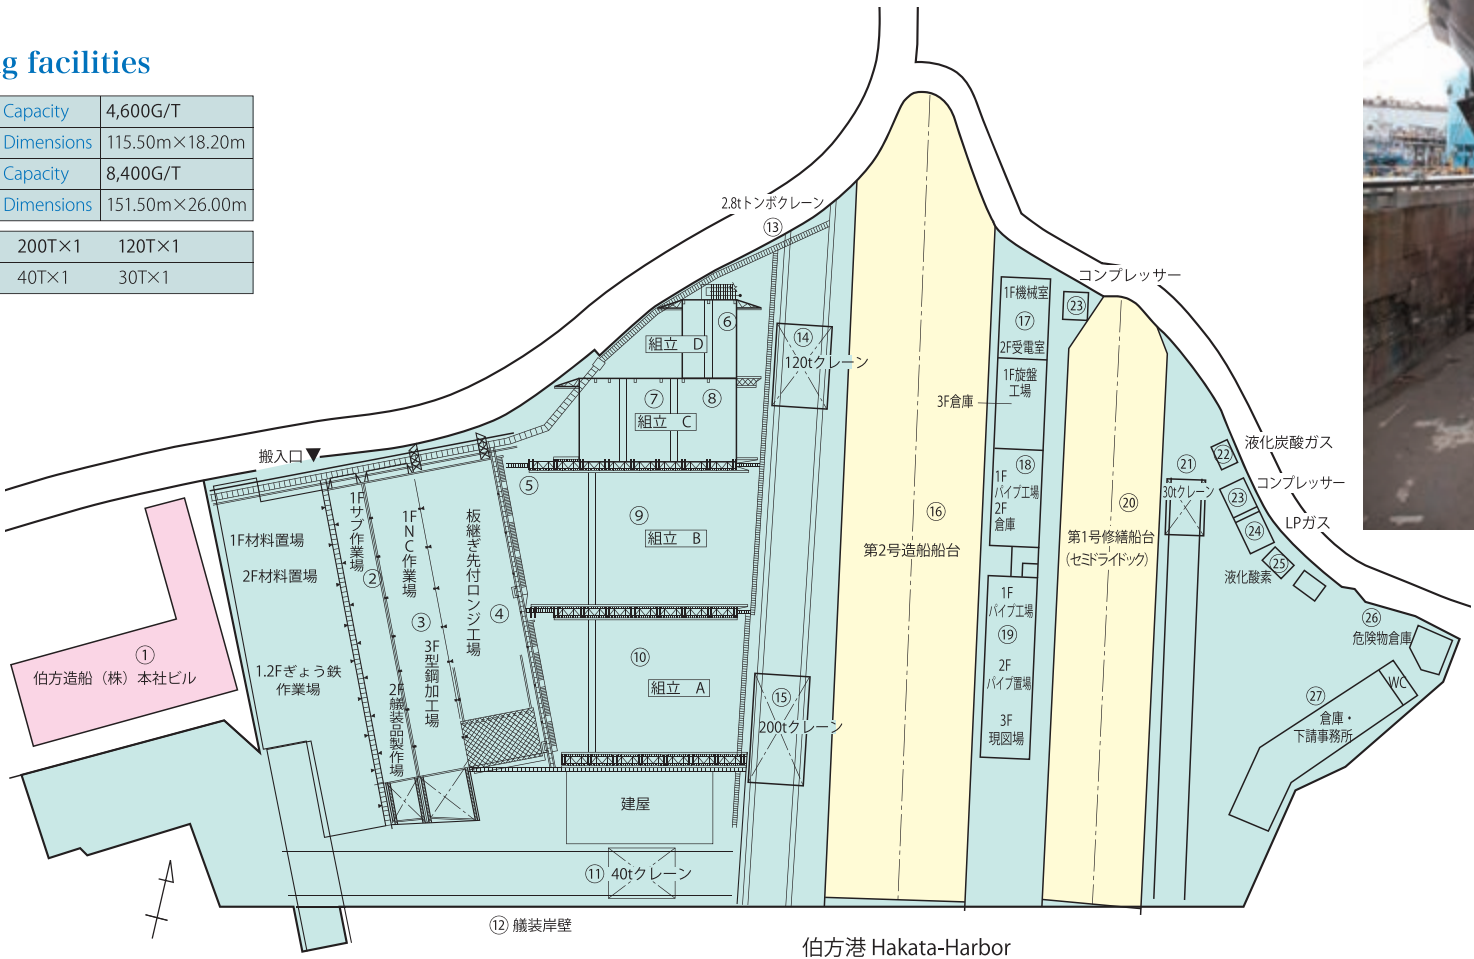 g facilities
Capacity 4,600G/T
Dimensions 115.50m×18.20m
Capacity 8,400G/T
Dimensions 151.50m×26.00m
200T×1 120T×1
40T×1 30T×1
2.8tトンボクレーン
⑬
コンプレッサー
㉓
1F機械室
⑰
2F受電室
1F旋盤
工場
3F倉庫
⑱
1F
パイプ工場
2F
倉庫
1F
パイプ工場
⑲
2F
パイプ置場
3F
現図場
⑥
組立 D
⑭
120tクレーン
⑦
⑧
組立 C
搬入口▼
⑤
⑨
組立 B
⑩
組立 A
⑮
200tクレーン
⑯
第2号造船船台
⑳
第1号修繕船台
(セミドライドック)
㉑
30tクレーン
㉒
液化炭酸ガス
コンプレッサー
㉓
LPガス
㉔
㉕
液化酸素
㉖
危険物倉庫
WC
㉗
倉庫・
下請事務所
1F材料置場
2F材料置場
1.2Fぎょう鉄
作業場
1Fサブ作業場
②
2F艤装品製作場
1FNC作業場
③
3F型鋼加工場
板継ぎ先付ロンジ工場
④
①
伯方造船（株）本社ビル
建屋
⑪ 40tクレーン
⑫ 艤装岸壁
伯方港 Hakata-Harbor